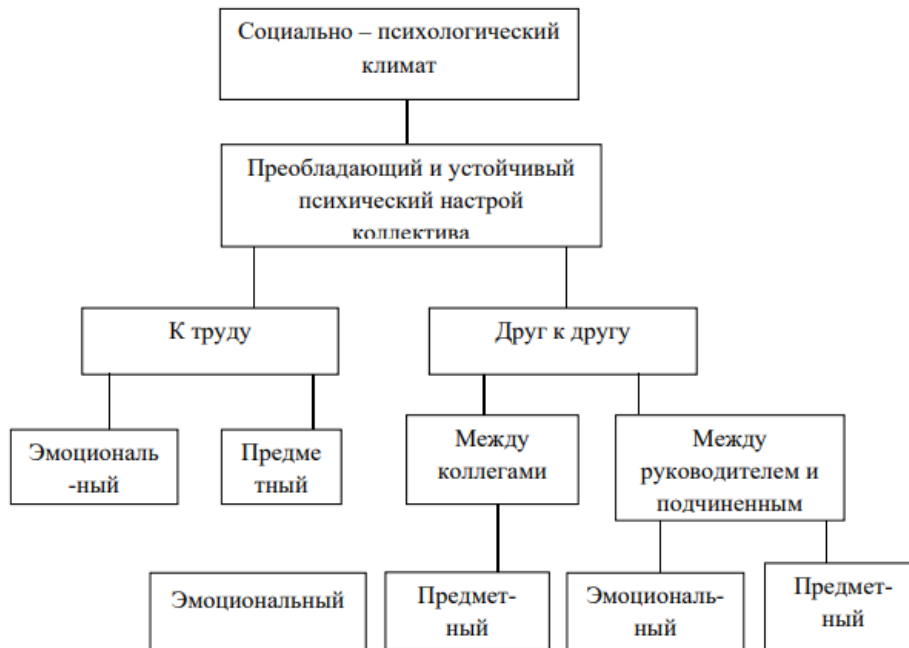 Социально – психологический
климат
Преобладающий и устойчивый
психический настрой
коллектива
К труду
Друг к другу
Эмоциональ
-ный
Предме
тный
Между
коллегами
Между
руководителем и
подчиненным
Эмоциональный
Предмет-
ный
Эмоциональ-
ный
Предмет-
ный